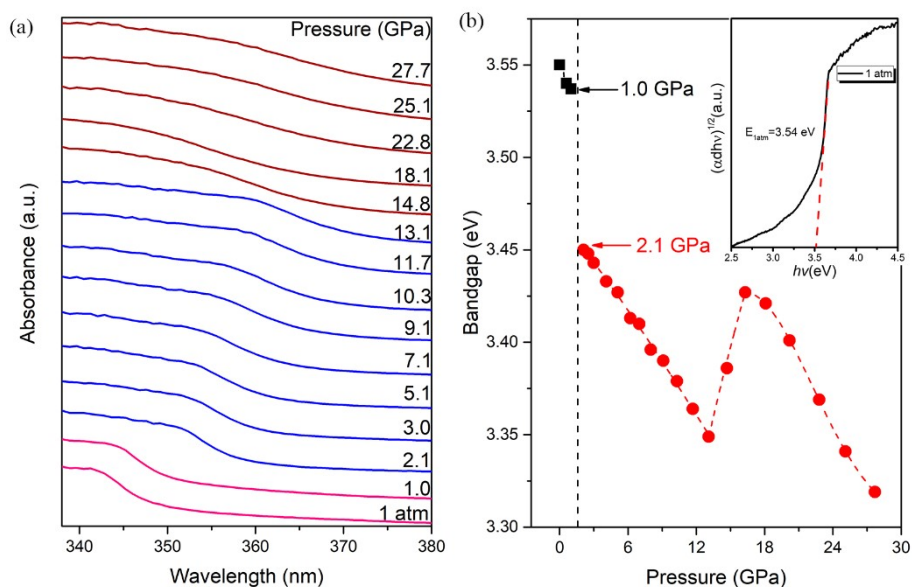 (a)
Pressure (GPa)
27.7
25.1
22.8
18.1
14.8
13.1
11.7
10.3
9.1
7.1
5.1
3.0
2.1
1.0
1 atm
Absorbance (a.u.)
340 350 360 370 380
Wavelength (nm)
(b)
3.55
3.50
3.45
3.40
3.35
3.30
Bandgap (eV)
1.0 GPa
2.1 GPa
0 6 12 18 24 30
Pressure (GPa)
(αdhν)^{1/2}(a.u.)
1 atm
E_{1atm}=3.54 eV
2.5 3.0 3.5 4.0 4.5
hν(eV)